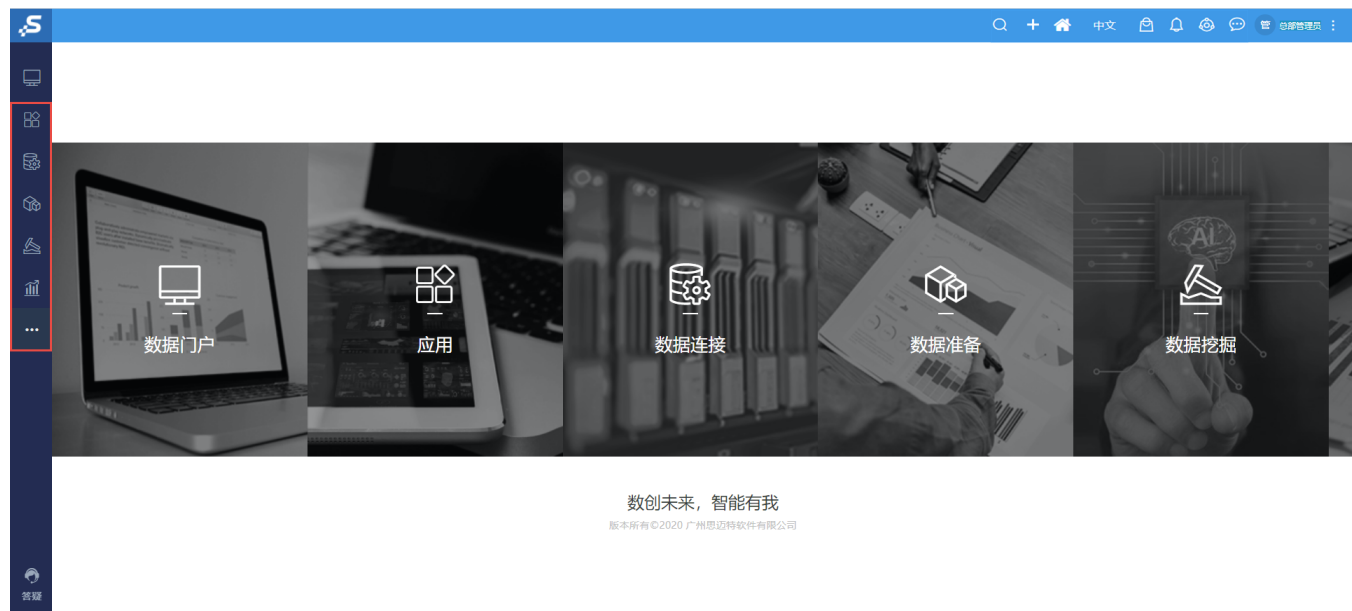 S
中文
总部管理员
数据门户
应用
数据连接
数据准备
AI
数据挖掘
数创未来，智能有我
版本所有©2020 广州思迈特软件有限公司
答疑